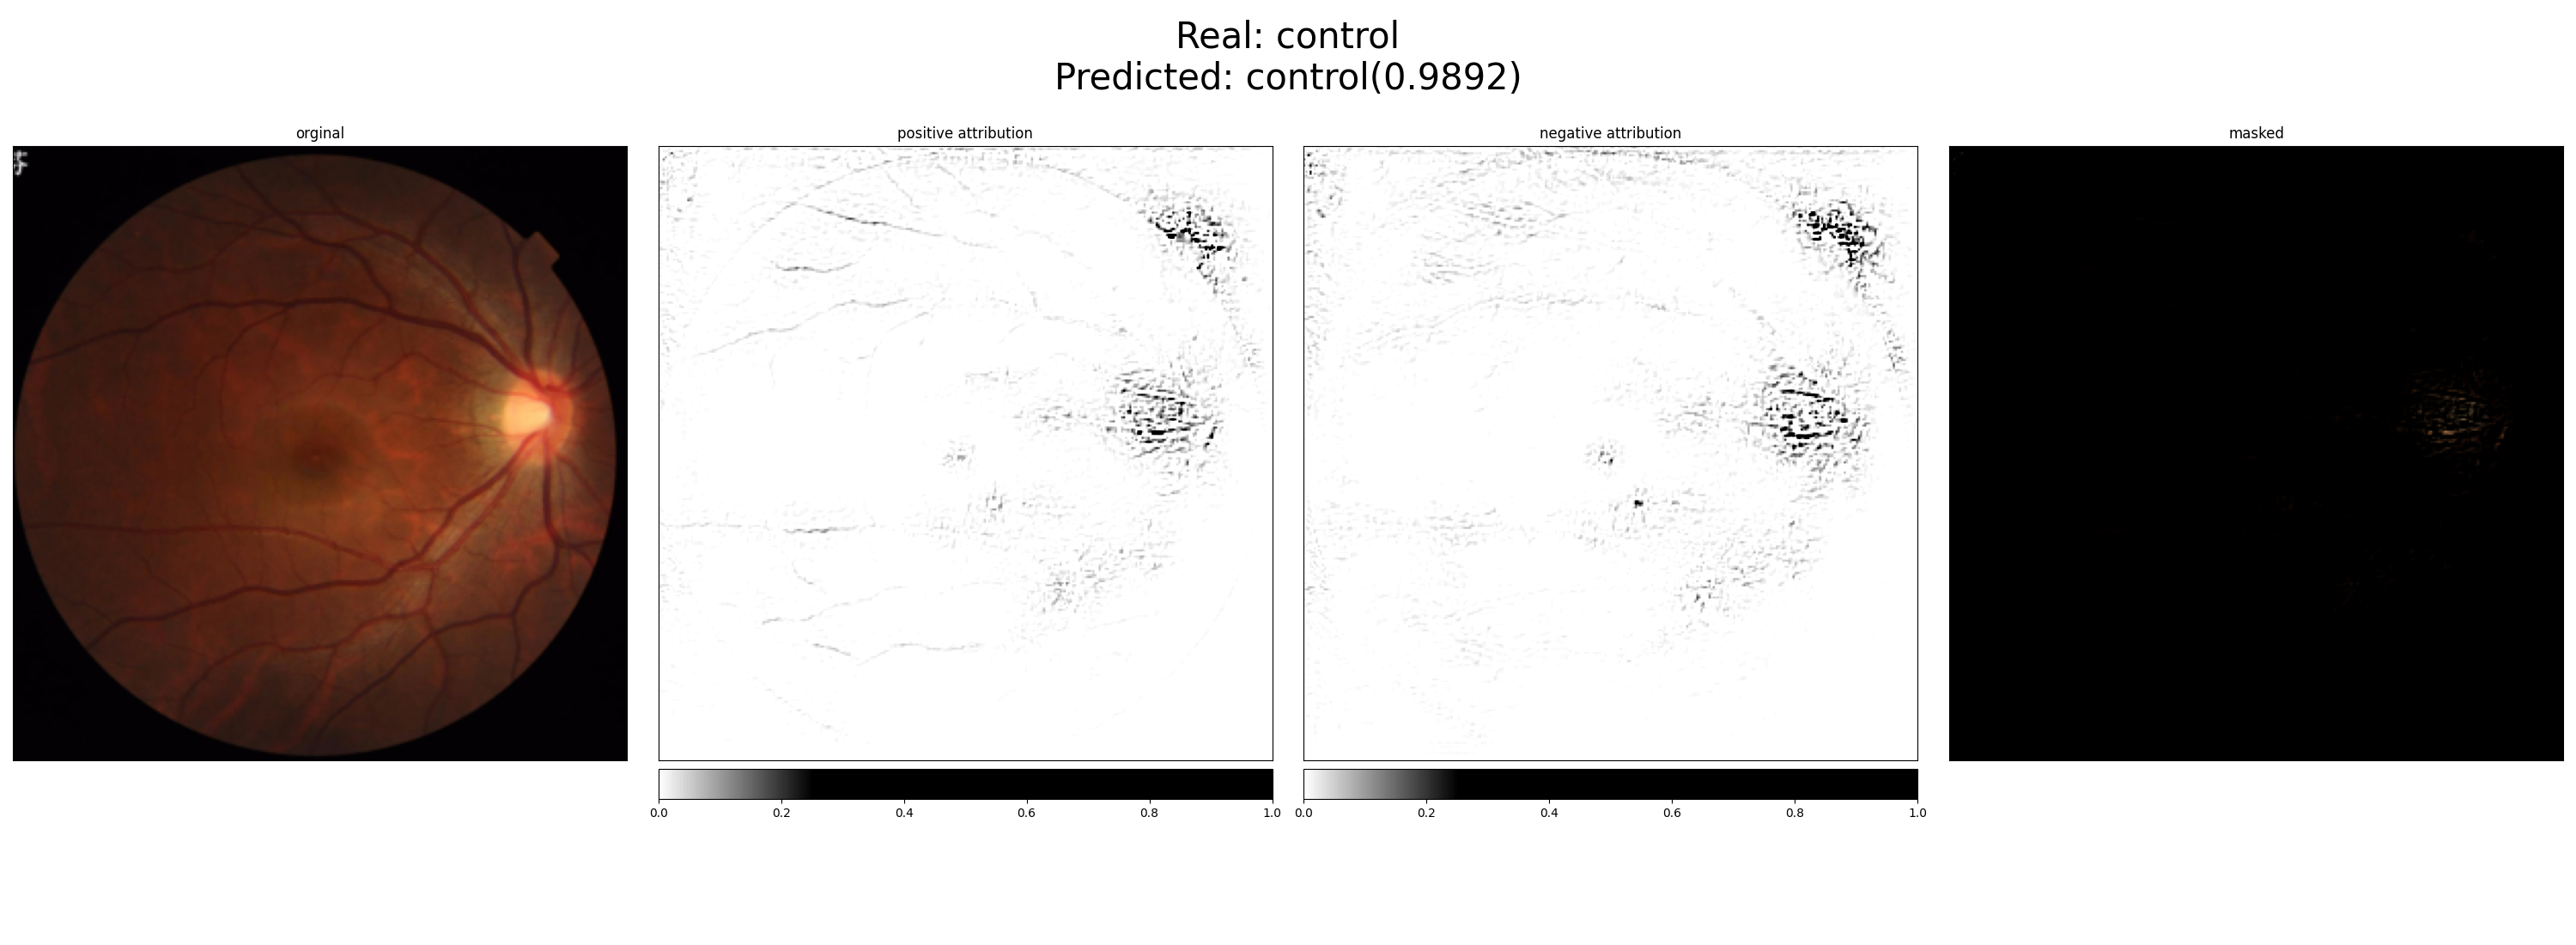 Real: control
Predicted: control(0.9892)
orginal
positive attribution
negative attribution
masked
0.0 0.2 0.4 0.6 0.8 1.0
0.0 0.2 0.4 0.6 0.8 1.0